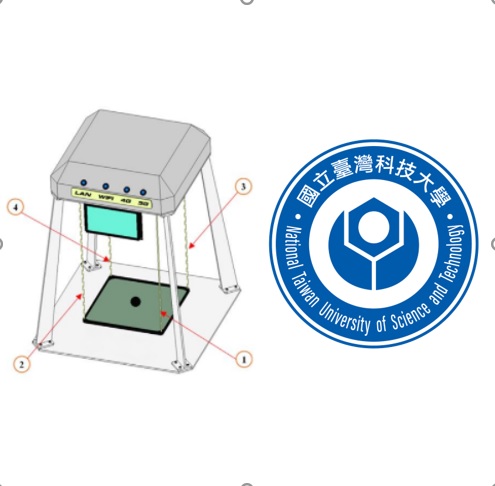 LAN WIFI 4G 5G
3
4
2
1
國立臺灣科技大學
National Taiwan University of Science and Technology